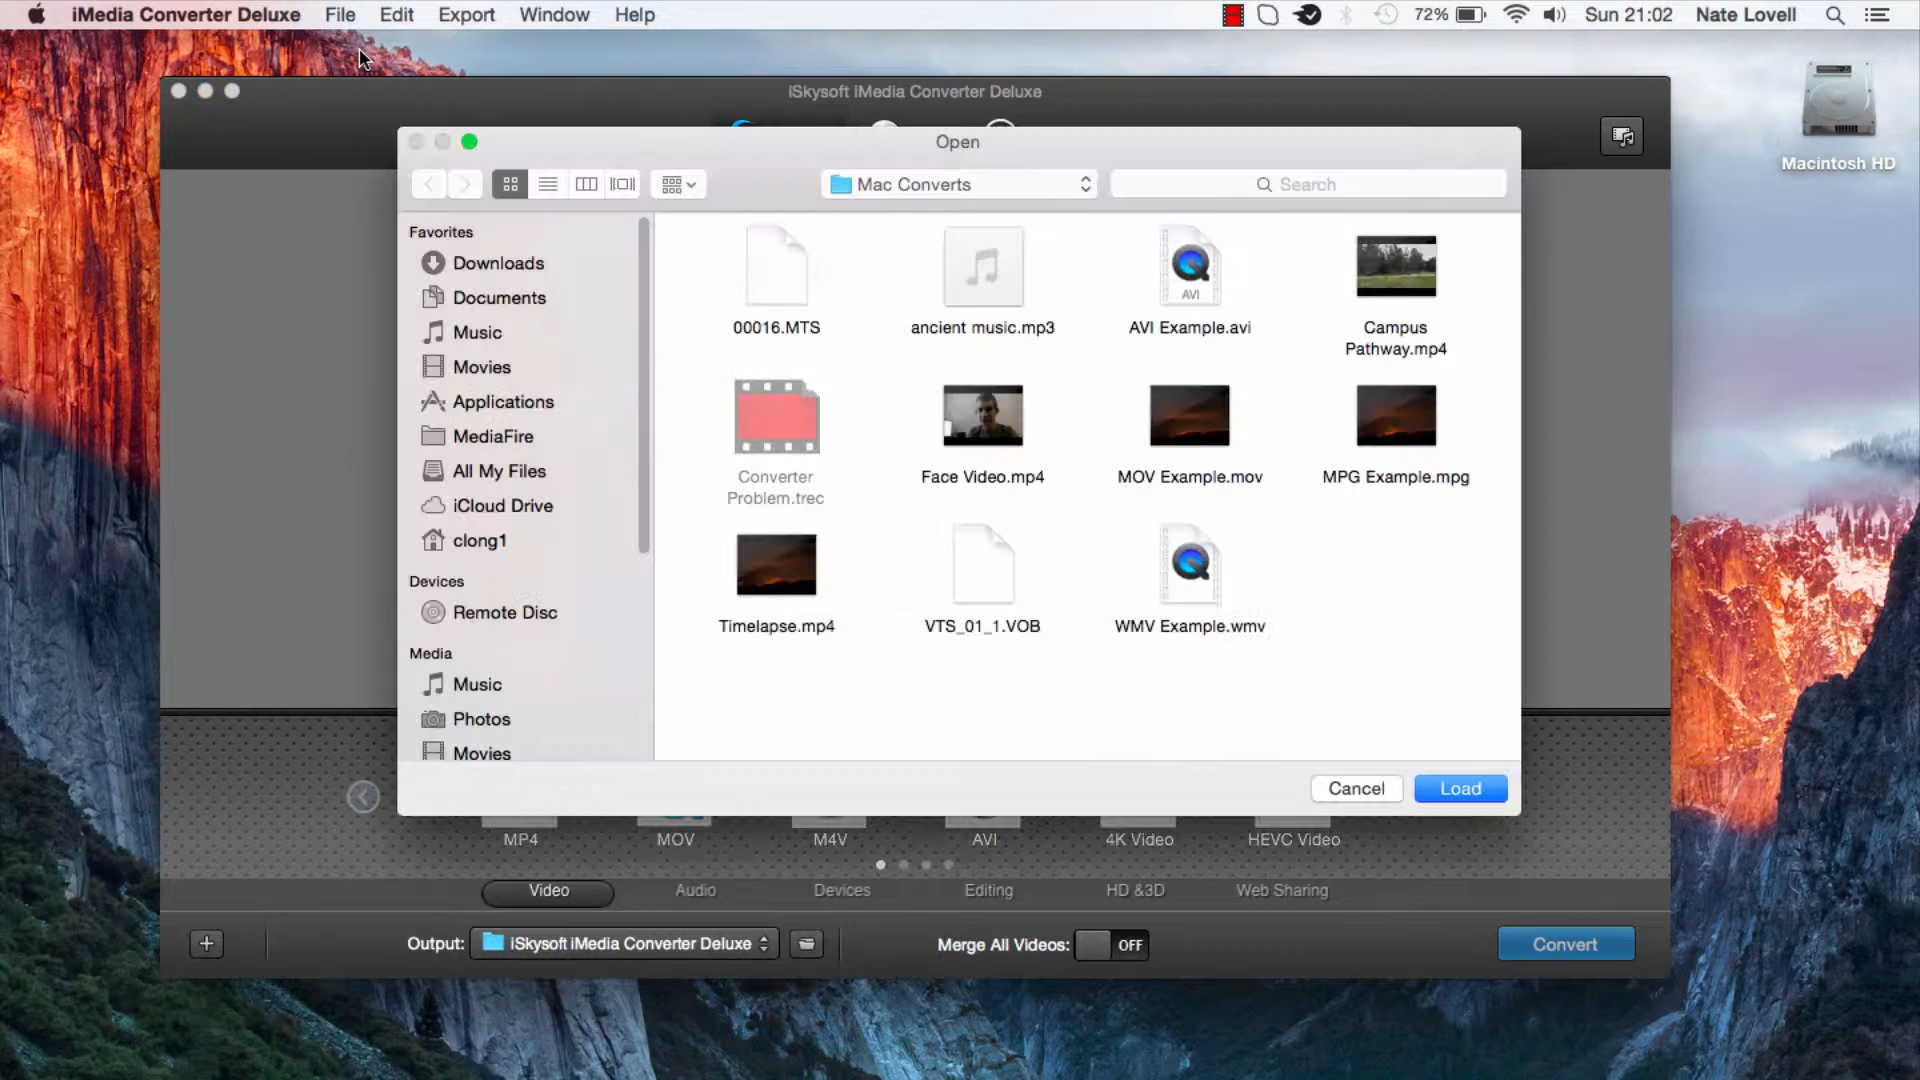 iMedia Converter Deluxe File Edit Export Window Help 72% Sun 21:02 Nate Lovell
iSkysoft iMedia Converter Deluxe
Open
Mac Converts
Search
Macintosh HD
Favorites
Downloads
Documents
Music
Movies
Applications
MediaFire
All My Files
iCloud Drive
clong1
Devices
Remote Disc
Media
Music
Photos
Movies
00016.MTS
ancient music.mp3
AVI
AVI Example.avi
Campus
Pathway.mp4
Converter
Problem.trec
Face Video.mp4
MOV Example.mov
MPG Example.mpg
Timelapse.mp4
VTS_01_1.VOB
WMV Example.wmv
Cancel
Load
MP4 MOV M4V AVI 4K Video HEVC Video
Video Audio Devices Editing HD &3D Web Sharing
Output: iSkysoft iMedia Converter Deluxe Merge All Videos: OFF Convert